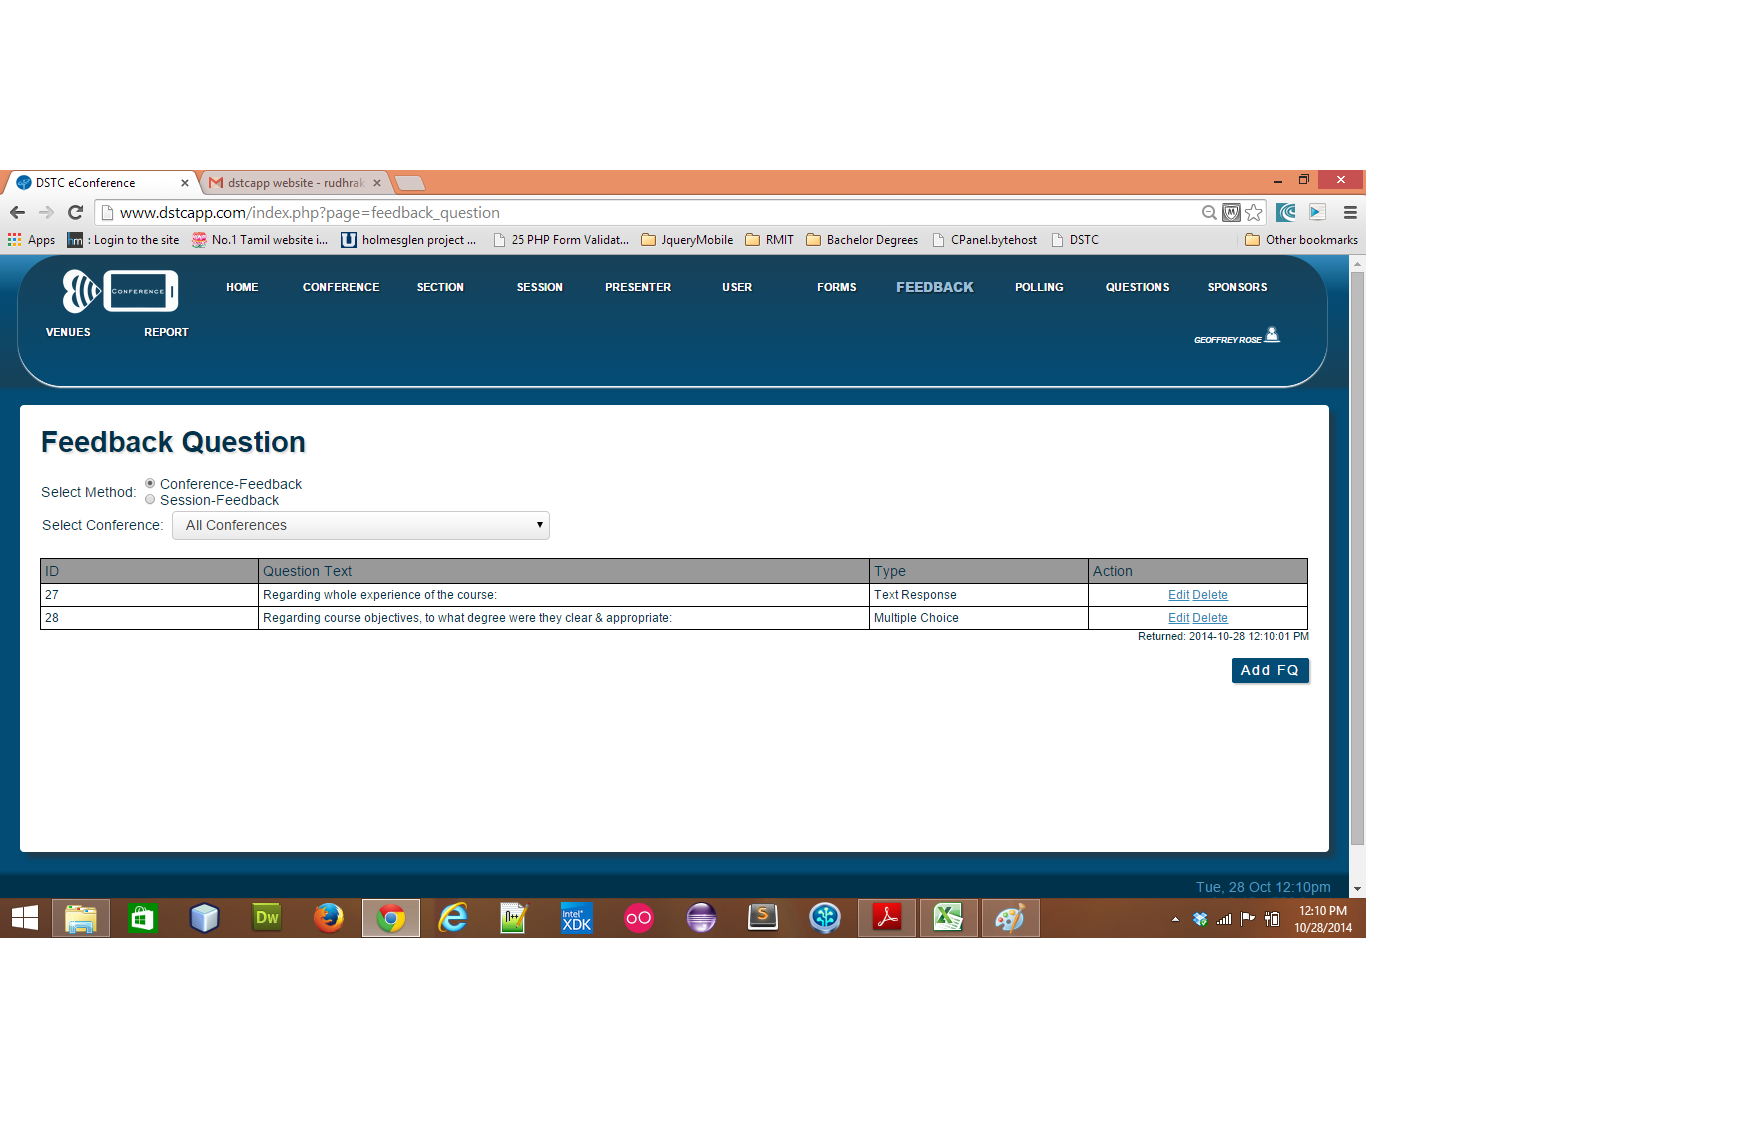 DSTC eConference
dstcapp website - rudhrak
www.dstcapp.com/index.php?page=feedback_question
Apps
hm : Login to the site
No.1 Tamil website i...
holmesglen project ...
25 PHP Form Validat...
JqueryMobile
RMIT
Bachelor Degrees
CPanel.bytehost
DSTC
Other bookmarks
CONFERENCE
HOME
CONFERENCE
SECTION
SESSION
PRESENTER
USER
FORMS
FEEDBACK
POLLING
QUESTIONS
SPONSORS
VENUES
REPORT
GEOFFREY ROSE
Feedback Question
Select Method:
Conference-Feedback
Session-Feedback
Select Conference: All Conferences
ID Question Text Type Action
27 Regarding whole experience of the course: Text Response Edit Delete
28 Regarding course objectives, to what degree were they clear & appropriate: Multiple Choice Edit Delete
Returned: 2014-10-28 12:10:01 PM
Add FQ
Tue, 28 Oct 12:10pm
Dw
intel
XDK
S
12:10 PM
10/28/2014